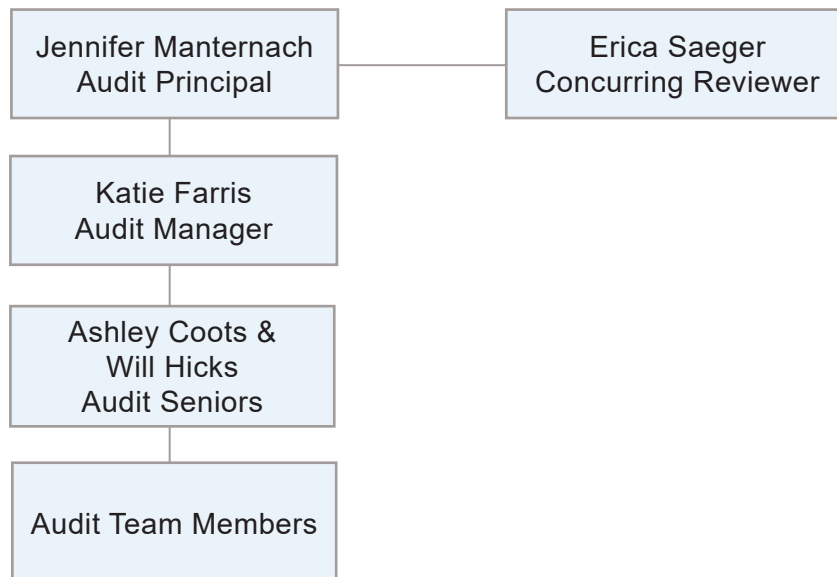 Jennifer Manternach
Audit Principal
Erica Saeger
Concurring Reviewer
Katie Farris
Audit Manager
Ashley Coots &
Will Hicks
Audit Seniors
Audit Team Members